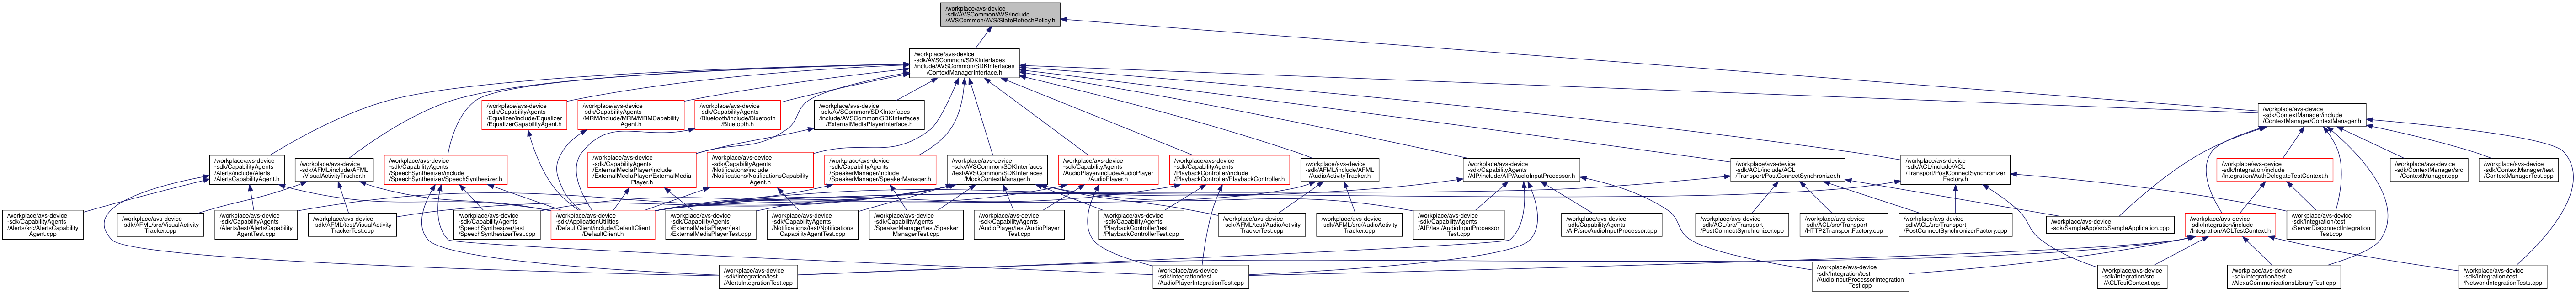 /workplace/avs-device
-sdk/AVSCommon/AVS/include
/AVSCommon/AVS/StateRefreshPolicy.h
/workplace/avs-device
-sdk/AVSCommon/SDKInterfaces
/include/AVSCommon/SDKInterfaces
/ContextManagerInterface.h
/workplace/avs-device
-sdk/CapabilityAgents
/Equalizer/include/Equalizer
/EqualizerCapabilityAgent.h
/workplace/avs-device
-sdk/CapabilityAgents
/MRM/include/MRM/MRMCapability
Agent.h
/workplace/avs-device
-sdk/CapabilityAgents
/Bluetooth/include/Bluetooth
/Bluetooth.h
/workplace/avs-device
-sdk/AVSCommon/SDKInterfaces
/include/AVSCommon/SDKInterfaces
/ExternalMediaPlayerInterface.h
/workplace/avs-device
-sdk/ContextManager/include
/ContextManager/ContextManager.h
/workplace/avs-device
-sdk/CapabilityAgents
/Alerts/include/Alerts
/AlertsCapabilityAgent.h
/workplace/avs-device
-sdk/AFML/include/AFML
/VisualActivityTracker.h
/workplace/avs-device
-sdk/CapabilityAgents
/SpeechSynthesizer/include
/SpeechSynthesizer/SpeechSynthesizer.h
/workplace/avs-device
-sdk/CapabilityAgents
/ExternalMediaPlayer/include
/ExternalMediaPlayer/ExternalMedia
Player.h
/workplace/avs-device
-sdk/CapabilityAgents
/Notifications/include
/Notifications/NotificationsCapability
Agent.h
/workplace/avs-device
-sdk/CapabilityAgents
/SpeakerManager/include
/SpeakerManager/SpeakerManager.h
/workplace/avs-device
-sdk/AVSCommon/SDKInterfaces
/test/AVSCommon/SDKInterfaces
/MockContextManager.h
/workplace/avs-device
-sdk/CapabilityAgents
/AudioPlayer/include/AudioPlayer
/AudioPlayer.h
/workplace/avs-device
-sdk/CapabilityAgents
/PlaybackController/include
/PlaybackController/PlaybackController.h
/workplace/avs-device
-sdk/AFML/include/AFML
/AudioActivityTracker.h
/workplace/avs-device
-sdk/CapabilityAgents
/AIP/include/AIP/AudioInputProcessor.h
/workplace/avs-device
-sdk/ACL/include/ACL
/Transport/PostConnectSynchronizer.h
/workplace/avs-device
-sdk/ACL/include/ACL
/Transport/PostConnectSynchronizer
Factory.h
/workplace/avs-device
-sdk/Integration/include
/Integration/AuthDelegateTestContext.h
/workplace/avs-device
-sdk/ContextManager/src
/ContextManager.cpp
/workplace/avs-device
-sdk/ContextManager/test
/ContextManagerTest.cpp
/workplace/avs-device
-sdk/CapabilityAgents
/Alerts/src/AlertsCapability
Agent.cpp
/workplace/avs-device
-sdk/AFML/src/VisualActivity
Tracker.cpp
/workplace/avs-device
-sdk/CapabilityAgents
/Alerts/test/AlertsCapability
AgentTest.cpp
/workplace/avs-device
-sdk/AFML/test/VisualActivity
TrackerTest.cpp
/workplace/avs-device
-sdk/CapabilityAgents
/SpeechSynthesizer/test
/SpeechSynthesizerTest.cpp
/workplace/avs-device
-sdk/ApplicationUtilities
/DefaultClient/include/DefaultClient
/DefaultClient.h
/workplace/avs-device
-sdk/CapabilityAgents
/ExternalMediaPlayer/test
/ExternalMediaPlayerTest.cpp
/workplace/avs-device
-sdk/CapabilityAgents
/Notifications/test/Notifications
CapabilityAgentTest.cpp
/workplace/avs-device
-sdk/CapabilityAgents
/SpeakerManager/test/Speaker
ManagerTest.cpp
/workplace/avs-device
-sdk/CapabilityAgents
/AudioPlayer/test/AudioPlayer
Test.cpp
/workplace/avs-device
-sdk/CapabilityAgents
/PlaybackController/test
/PlaybackControllerTest.cpp
/workplace/avs-device
-sdk/AFML/test/AudioActivity
TrackerTest.cpp
/workplace/avs-device
-sdk/AFML/src/AudioActivity
Tracker.cpp
/workplace/avs-device
-sdk/CapabilityAgents
/AIP/test/AudioInputProcessor
Test.cpp
/workplace/avs-device
-sdk/CapabilityAgents
/AIP/src/AudioInputProcessor.cpp
/workplace/avs-device
-sdk/ACL/src/Transport
/PostConnectSynchronizer.cpp
/workplace/avs-device
-sdk/ACL/src/Transport
/HTTP2TransportFactory.cpp
/workplace/avs-device
-sdk/ACL/src/Transport
/PostConnectSynchronizerFactory.cpp
/workplace/avs-device
-sdk/SampleApp/src/SampleApplication.cpp
/workplace/avs-device
-sdk/Integration/include
/Integration/ACLTestContext.h
/workplace/avs-device
-sdk/Integration/test
/ServerDisconnectIntegration
Test.cpp
/workplace/avs-device
-sdk/Integration/test
/AlertsIntegrationTest.cpp
/workplace/avs-device
-sdk/Integration/test
/AudioPlayerIntegrationTest.cpp
/workplace/avs-device
-sdk/Integration/test
/AudioInputProcessorIntegration
Test.cpp
/workplace/avs-device
-sdk/Integration/src
/ACLTestContext.cpp
/workplace/avs-device
-sdk/Integration/test
/AlexaCommunicationsLibraryTest.cpp
/workplace/avs-device
-sdk/Integration/test
/NetworkIntegrationTests.cpp